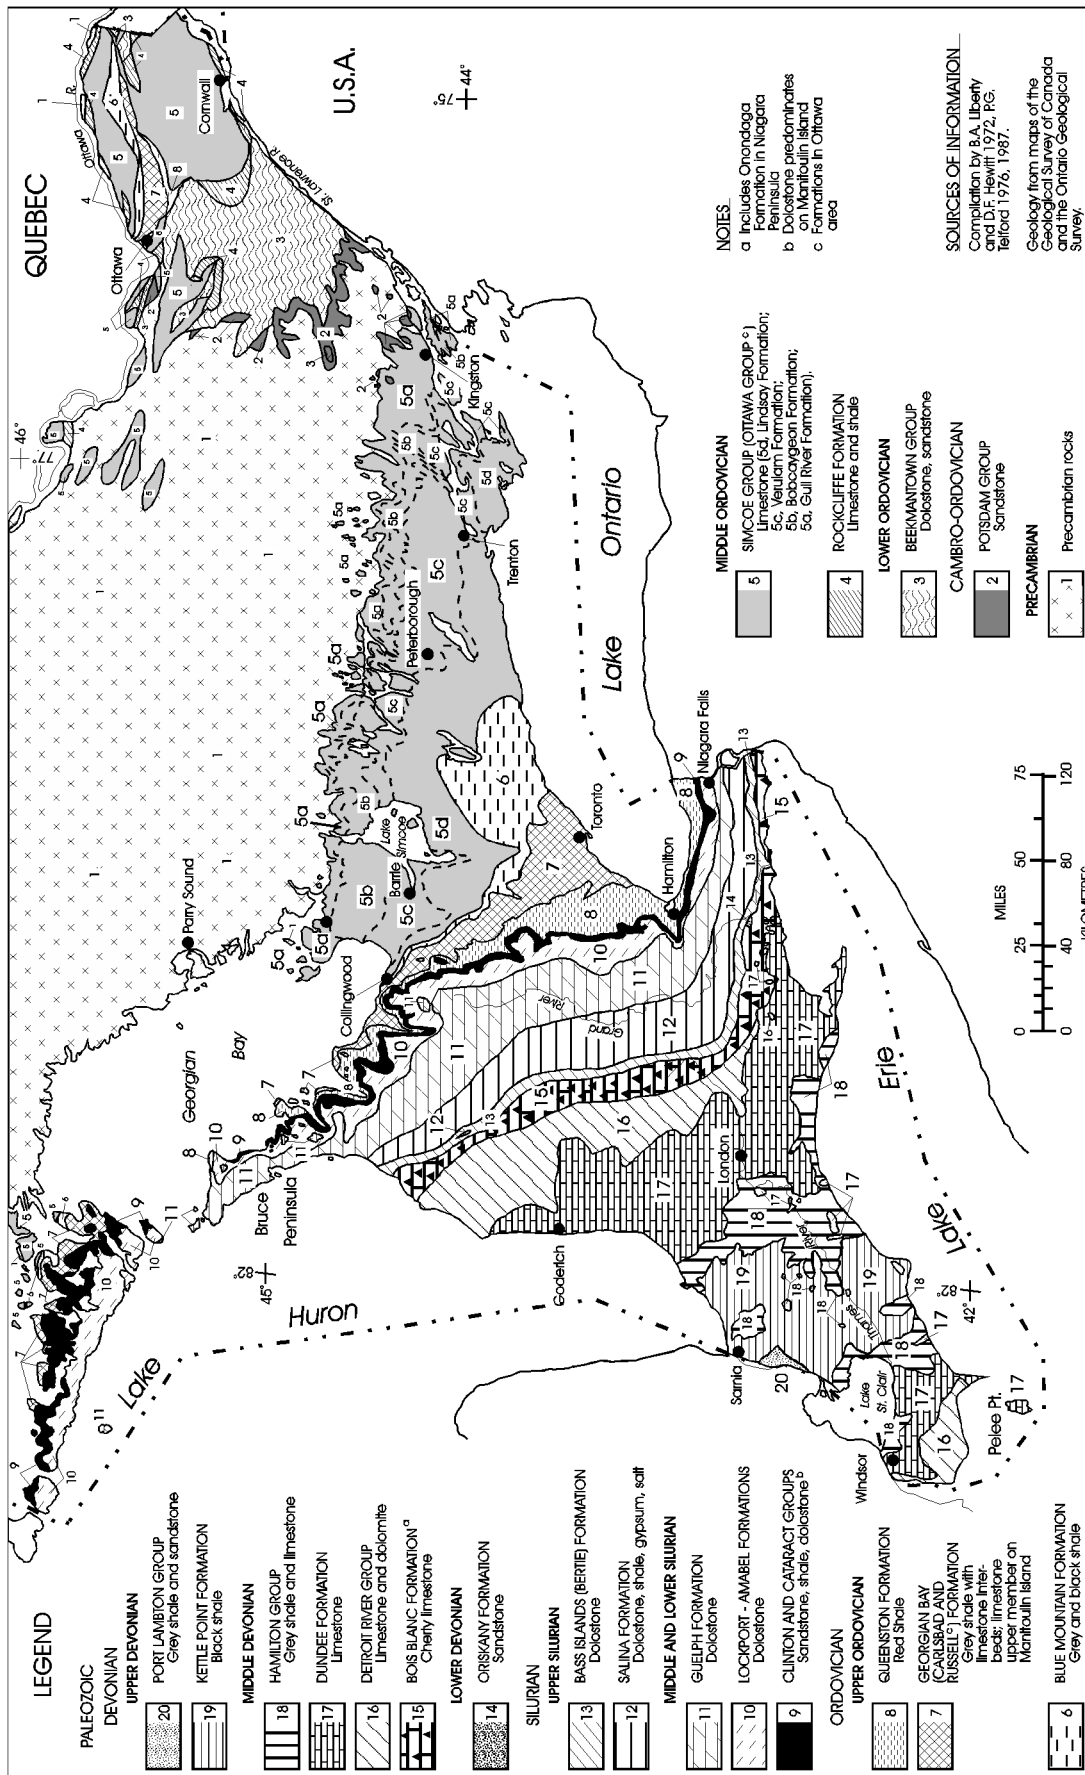 LEGEND
PALEOZOIC
DEVONIAN
UPPER DEVONIAN
20
PORT LAMBTON GROUP
Grey shale and sandstone
19
KETTLE POINT FORMATION
Black shale
MIDDLE DEVONIAN
18
HAMILTON GROUP
Grey shale and limestone
17
DUNDEE FORMATION
Limestone
16
DETROIT RIVER GROUP
Limestone and dolomite
15
BOIS BLANC FORMATION a
Cherty limestone
LOWER DEVONIAN
14
ORISKANY FORMATION
Sandstone
SILURIAN
UPPER SILURIAN
13
BASS ISLANDS (BERTIE) FORMATION
Dolostone
12
SALINA FORMATION
Dolostone, shale, gypsum, salt
MIDDLE AND LOWER SILURIAN
11
GUELPH FORMATION
Dolostone
10
LOCKPORT - AMABEL FORMATIONS
Dolostone
9
CLINTON AND CATARACT GROUPS
Sandstone, shale, dolostone b
ORDOVICIAN
UPPER ORDOVICIAN
8
QUEENSTON FORMATION
Red Shale
7
GEORGIAN BAY
(CARLSBAD AND
RUSSELL c) FORMATION
Grey shale with
limestone inter-
beds; limestone
upper member on
Manitoulin Island
6
BLUE MOUNTAIN FORMATION
Grey and black shale
MIDDLE ORDOVICIAN
5
SIMCOE GROUP (OTTAWA GROUP c)
Limestone (5d, Lindsay Formation;
5c, Verulam Formation;
5b, Bobcaygeon Formation;
5a, Gull River Formation).
4
ROCKCLIFFE FORMATION
Limestone and shale
LOWER ORDOVICIAN
3
BEEKMANTOWN GROUP
Dolostone, sandstone
CAMBRO-ORDOVICIAN
2
POTSDAM GROUP
Sandstone
PRECAMBRIAN
1
Precambrian rocks
NOTES
a Includes Onondaga
Formation in Niagara
Peninsula
b Dolostone predominates
on Manitoulin Island
c Formations in Ottawa
area
SOURCES OF INFORMATION
Compilation by B.A. Liberty
and D.F. Hewitt 1972, P.G.
Telford 1976, 1987.
Geology from maps of the
Geological Survey of Canada
and the Ontario Geological
Survey.
QUEBEC
U.S.A.
Ottawa R.
Ottawa
Cornwall
St. Lawrence R.
Kingston
Trenton
Peterborough
Lake Ontario
Parry Sound
Georgian
Bay
Lake
Simcoe
Barrie
Collingwood
Toronto
Hamilton
Niagara Falls
Grand River
Bruce
Peninsula
Lake Huron
Goderich
London
Sarnia
Thames River
Lake
St. Clair
Windsor
Pelee Pt.
Lake Erie
46°
77°
75°
44°
82°
45°
82°
42°
MILES
0 25 50 75
0 40 80 120
KILOMETRES